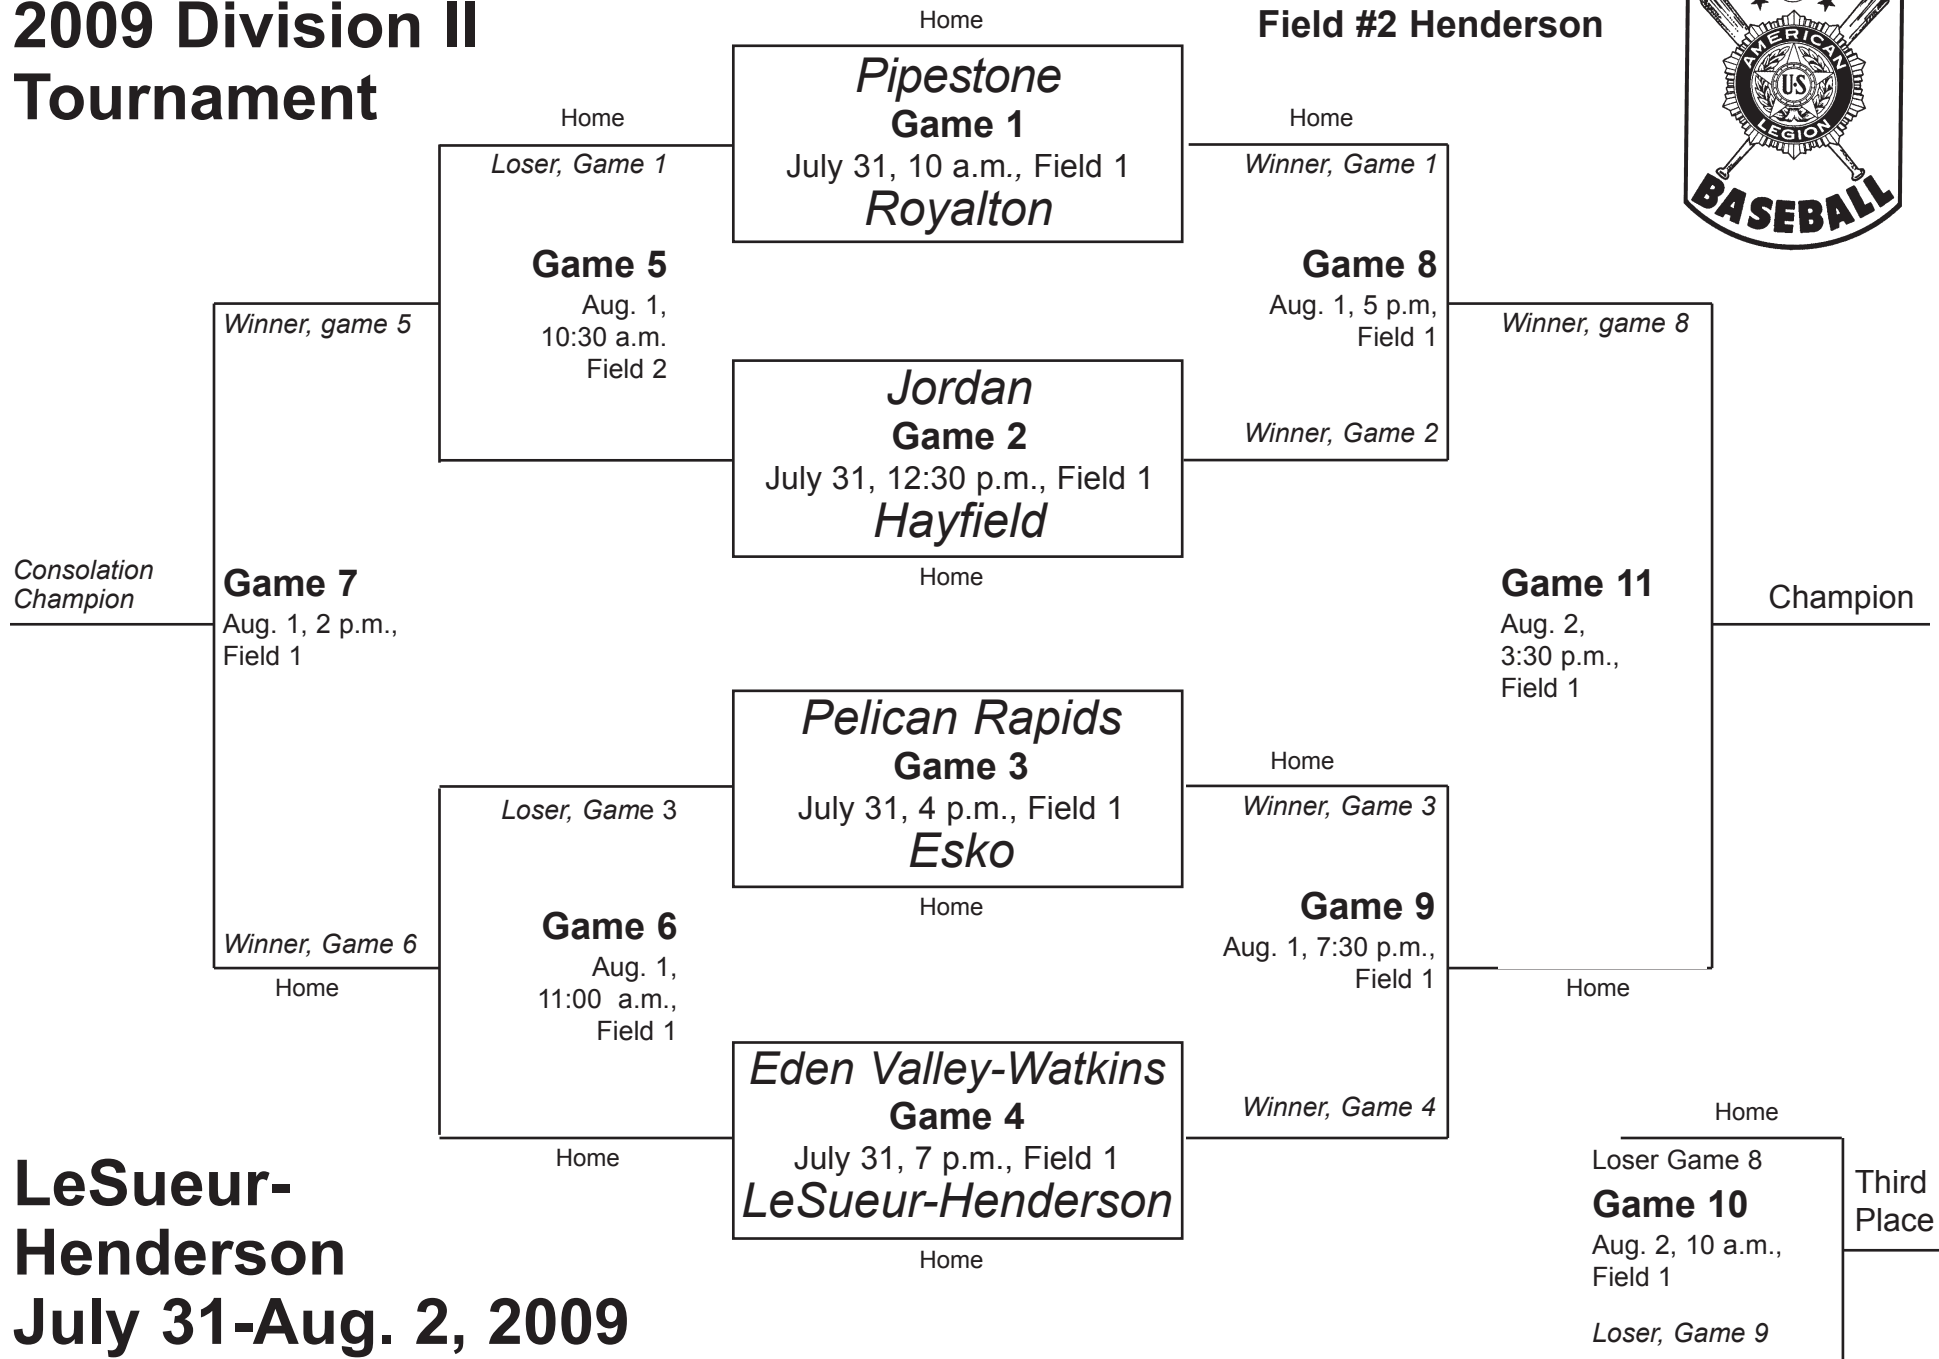 2009 Division II
Tournament
Field #2 Henderson
AMERICAN
U·S
LEGION
BASEBALL
Home
Pipestone
Game 1
July 31, 10 a.m., Field 1
Royalton
Home
Loser, Game 1
Game 5
Aug. 1,
10:30 a.m.
Field 2
Home
Winner, Game 1
Game 8
Aug. 1, 5 p.m,
Field 1
Winner, Game 2
Winner, game 5
Winner, game 8
Jordan
Game 2
July 31, 12:30 p.m., Field 1
Hayfield
Home
Consolation
Champion
Game 7
Aug. 1, 2 p.m.,
Field 1
Game 11
Aug. 2,
3:30 p.m.,
Field 1
Champion
Pelican Rapids
Game 3
July 31, 4 p.m., Field 1
Esko
Home
Loser, Game 3
Home
Winner, Game 3
Game 6
Aug. 1,
11:00 a.m.,
Field 1
Game 9
Aug. 1, 7:30 p.m.,
Field 1
Winner, Game 6
Home
Home
Eden Valley-Watkins
Game 4
July 31, 7 p.m., Field 1
LeSueur-Henderson
Home
Home
Winner, Game 4
Home
Loser Game 8
Game 10
Aug. 2, 10 a.m.,
Field 1
Loser, Game 9
Third
Place
LeSueur-
Henderson
July 31-Aug. 2, 2009